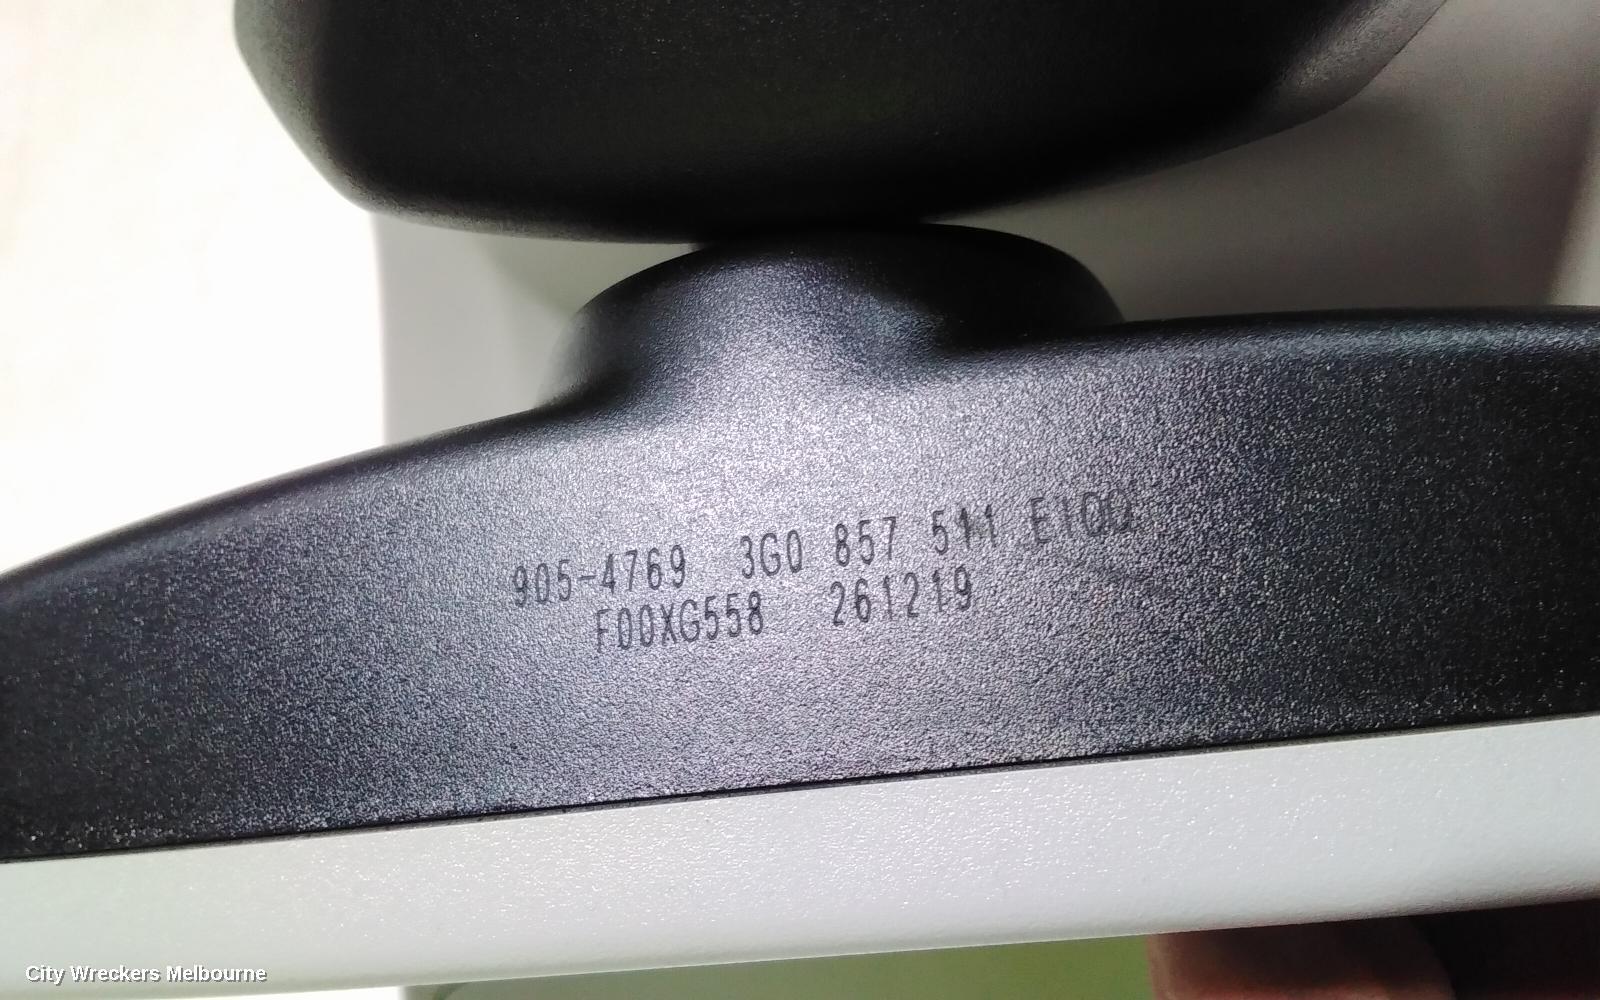 905-4769 3G0 857 511 E1QQ
F00XG558 261219
City Wreckers Melbourne